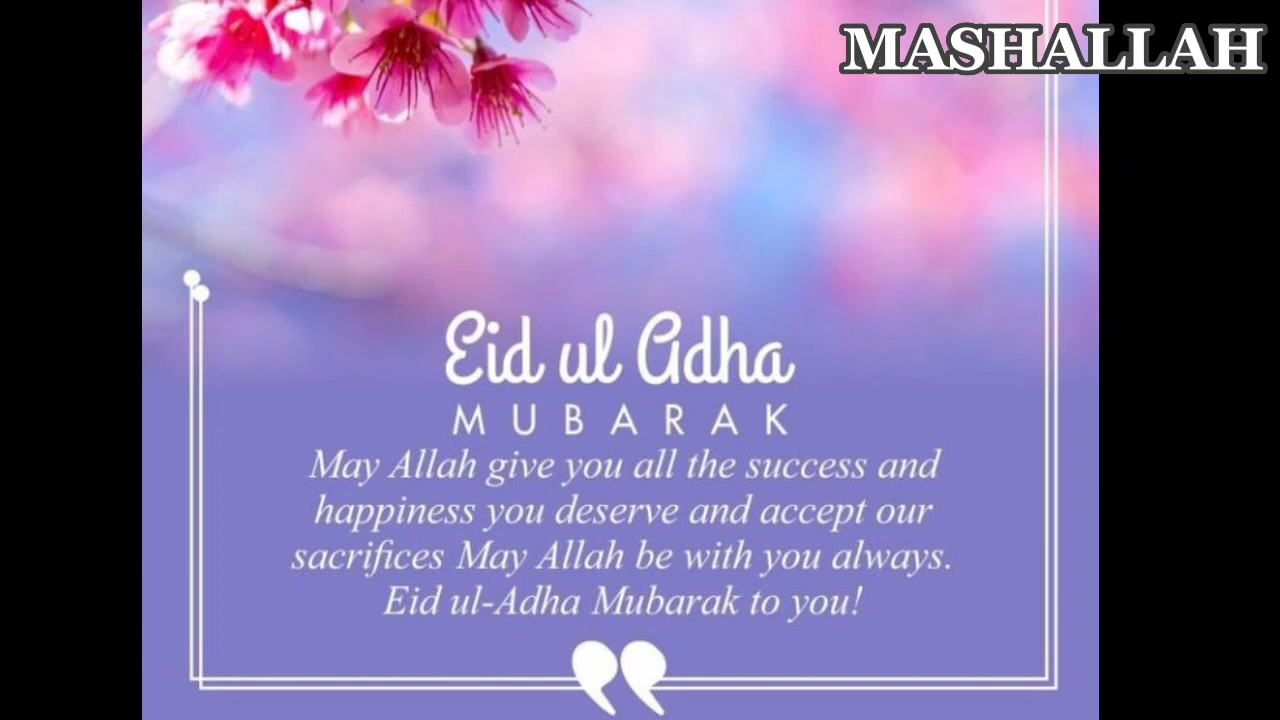 MASHALLAH
Eid ul Adha
MUBARAK
May Allah give you all the success and
happiness you deserve and accept our
sacrifices May Allah be with you always.
Eid ul-Adha Mubarak to you!